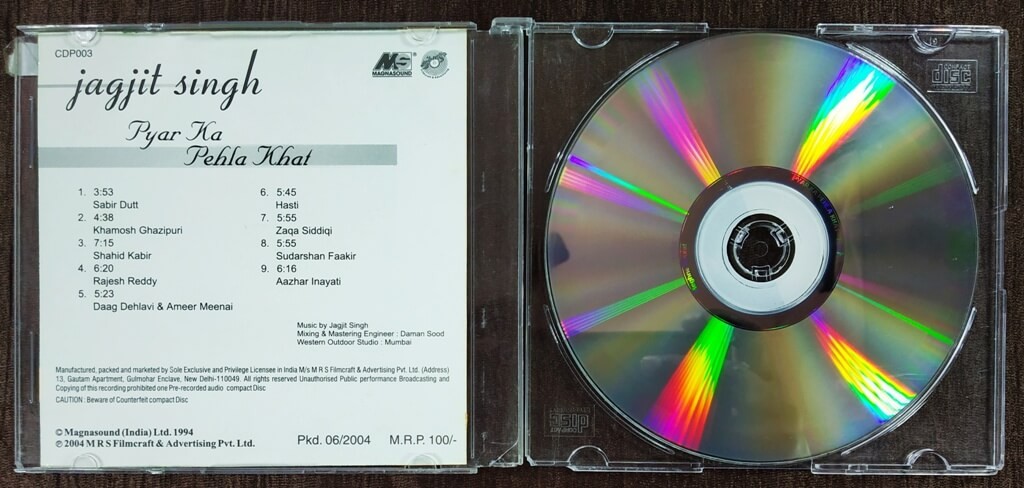 CDP003
jagjit singh
MS®
MAGNASOUND
Pyar Ka
Pehla Khat
1. 3:53
Sabir Dutt
2. 4:38
Khamosh Ghazipuri
3. 7:15
Shahid Kabir
4. 6:20
Rajesh Reddy
5. 5:23
Daag Dehlavi & Ameer Meenai
6. 5:45
Hasti
7. 5:55
Zaqa Siddiqi
8. 5:55
Sudarshan Faakir
9. 6:16
Aazhar Inayati
Music by Jagjit Singh
Mixing & Mastering Engineer : Daman Sood
Western Outdoor Studio : Mumbai
Manufactured, packed and marketed by Sole Exclusive and Privilege Licensee in India M/s M R S Filmcraft & Advertising Pvt. Ltd. (Address)
13, Gautam Apartment, Gulmohar Enclave, New Delhi-110049. All rights reserved Unauthorised Public performance Broadcasting and
Copying of this recording prohibited one Pre-recorded audio compact Disc
CAUTION : Beware of Counterfeit compact Disc
© Magnasound (India) Ltd. 1994
℗ 2004 M R S Filmcraft & Advertising Pvt. Ltd.
Pkd. 06/2004 M.R.P. 100/-
COMPACT
disc